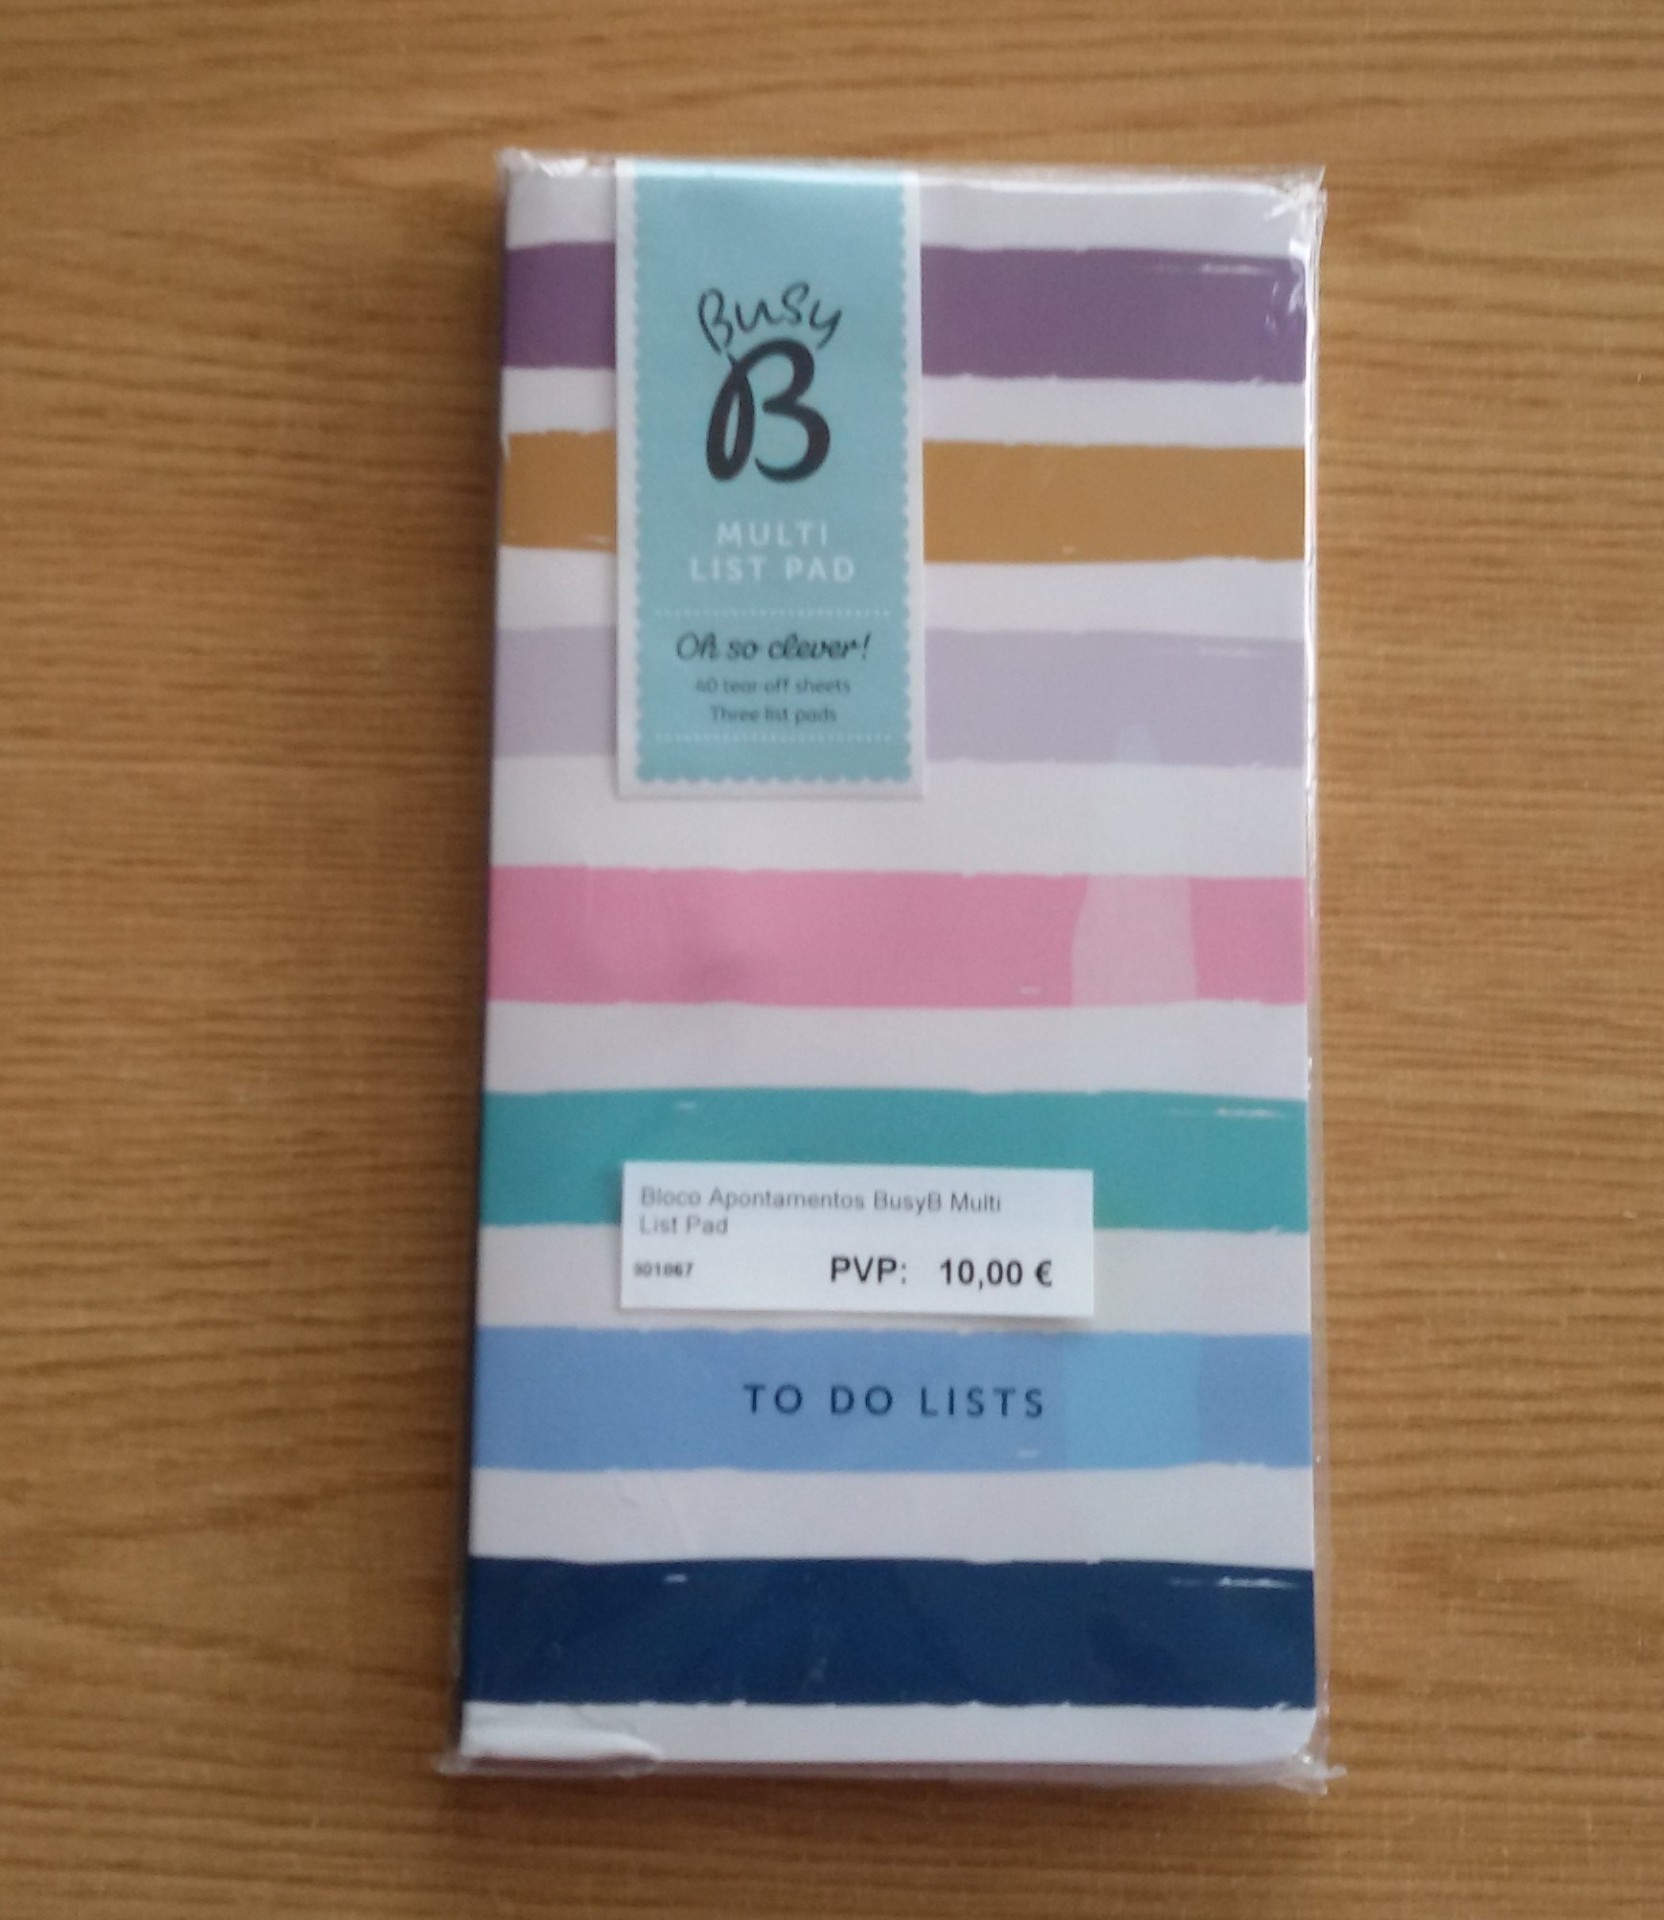 Busy
B
MULTI
LIST PAD
Oh so clever!
40 tear off sheets
Three list pads
Bloco Apontamentos BusyB Multi
List Pad
PVP: 10,00 €
TO DO LISTS